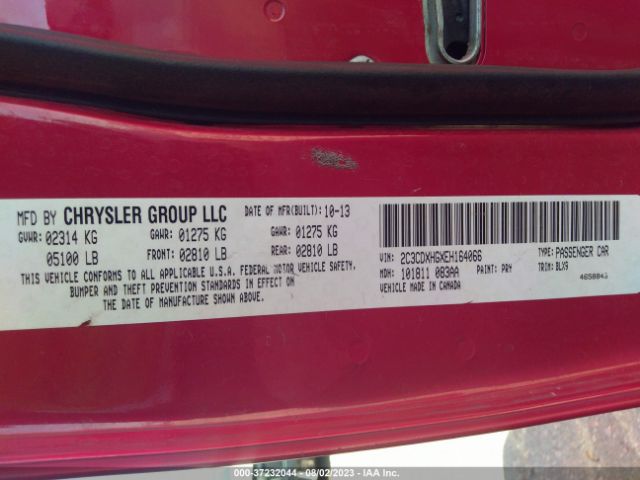 MFD BY CHRYSLER GROUP LLC DATE OF MFR(BUILT): 10-13
GVWR: 02314 KG GAWR: 01275 KG GAWR: 01275 KG
05100 LB FRONT: 02810 LB REAR: 02810 LB
THIS VEHICLE CONFORMS TO ALL APPLICABLE U.S.A. FEDERAL MOTOR VEHICLE SAFETY,
BUMPER AND THEFT PREVENTION STANDARDS IN EFFECT ON
THE DATE OF MANUFACTURE SHOWN ABOVE.
VIN: 2C3CDXHGXEH164066 TYPE: PASSENGER CAR
MDH: 101811 083AA PAINT: PRY TRIM: BLX9
VEHICLE MADE IN CANADA
000-37232044 - 08/02/2023 - IAA Inc.